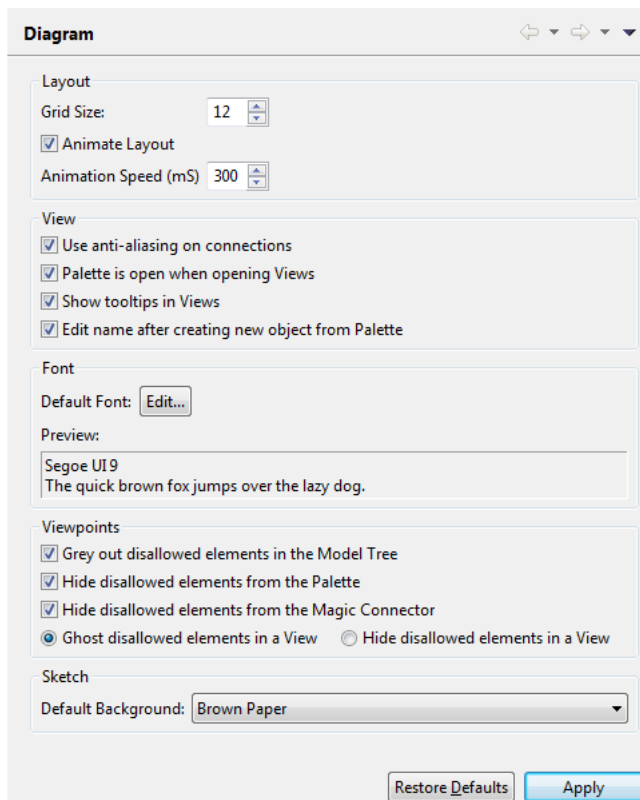 Diagram
Layout
Grid Size: 12
Animate Layout
Animation Speed (mS) 300
View
Use anti-aliasing on connections
Palette is open when opening Views
Show tooltips in Views
Edit name after creating new object from Palette
Font
Default Font: Edit...
Preview:
Segoe UI 9
The quick brown fox jumps over the lazy dog.
Viewpoints
Grey out disallowed elements in the Model Tree
Hide disallowed elements from the Palette
Hide disallowed elements from the Magic Connector
Ghost disallowed elements in a View Hide disallowed elements in a View
Sketch
Default Background: Brown Paper
Restore Defaults Apply